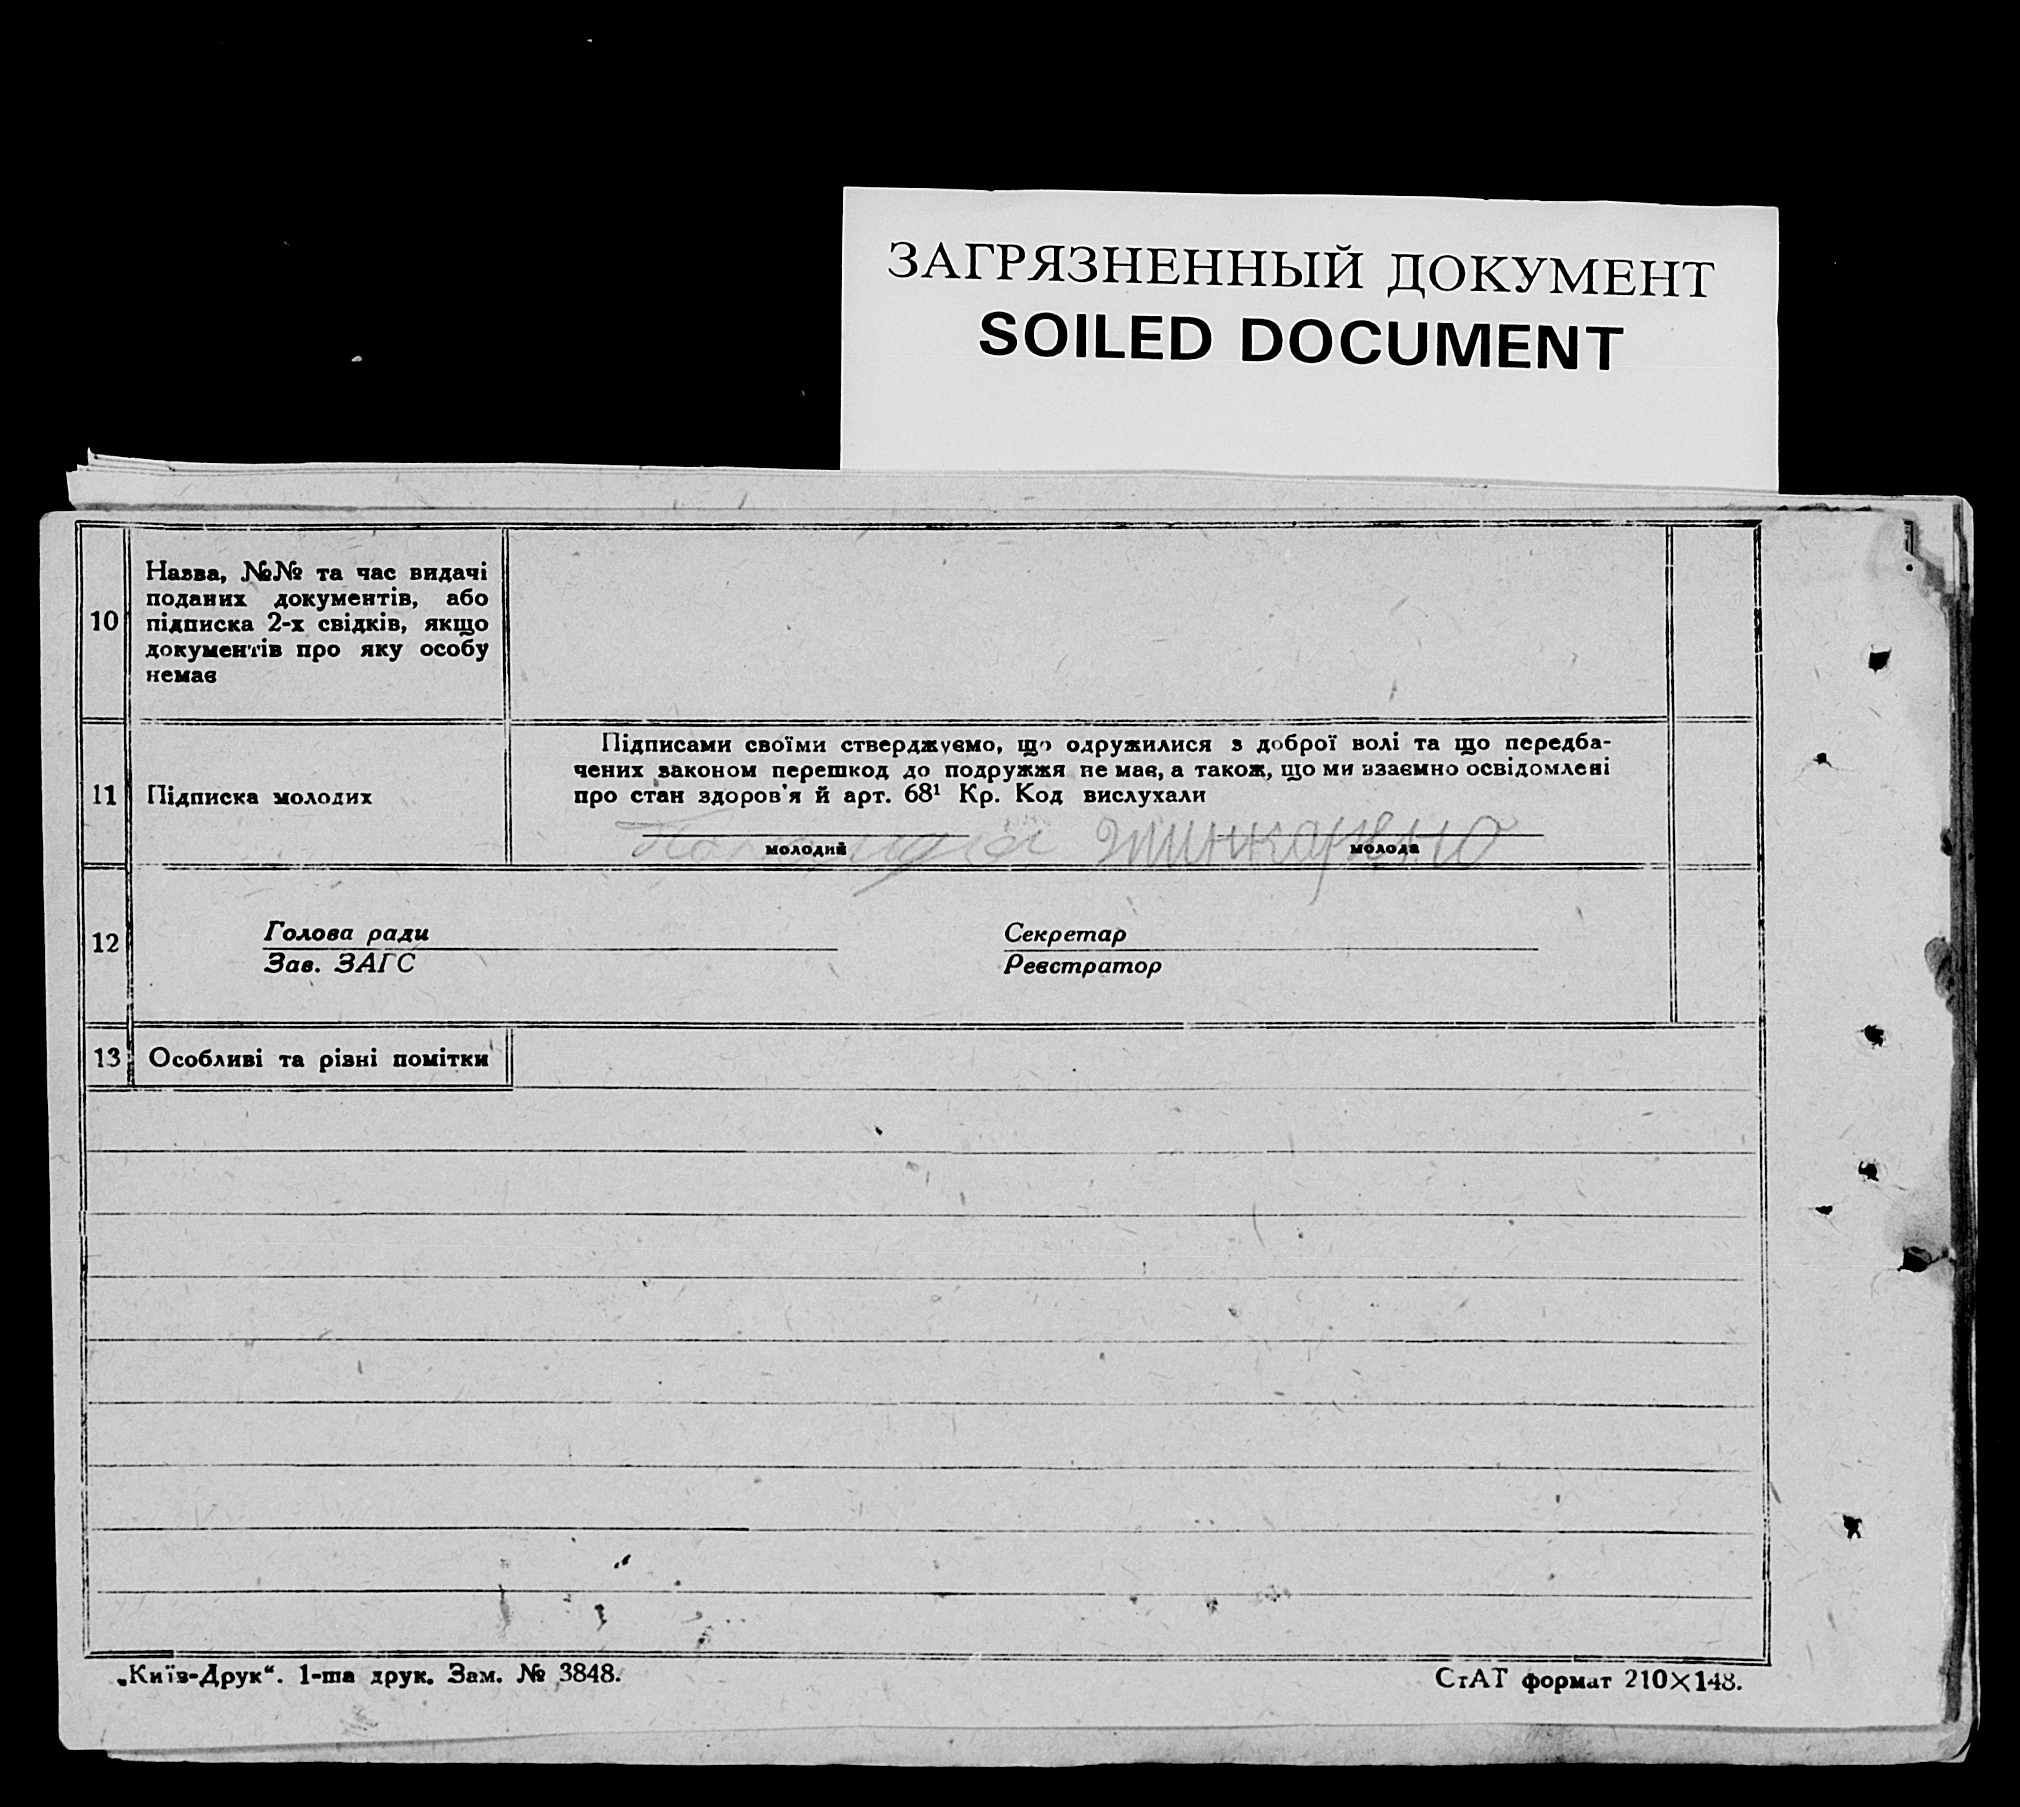 ЗАГРЯЗНЕННЫЙ ДОКУМЕНТ
SOILED DOCUMENT
10
Назва, №№ та час видачі
поданих документів, або
підписка 2-х свідків, якщо
документів про яку особу
немає
11
Підписка молодих
Підписами своїми стверджуємо, що одружилися з доброї волі та що передба-
чених законом перешкод до подружжя не має, а також, що ми взаємно освідомлені
про стан здоров'я й арт. 68¹ Кр. Код вислухали
молодий
молода
12
Голова ради
Зав. ЗАГС
Секретар
Реєстратор
13
Особливі та різні помітки
„Київ-Друк“. 1-ша друк. Зам. № 3848.
СтАТ формат 210×148.